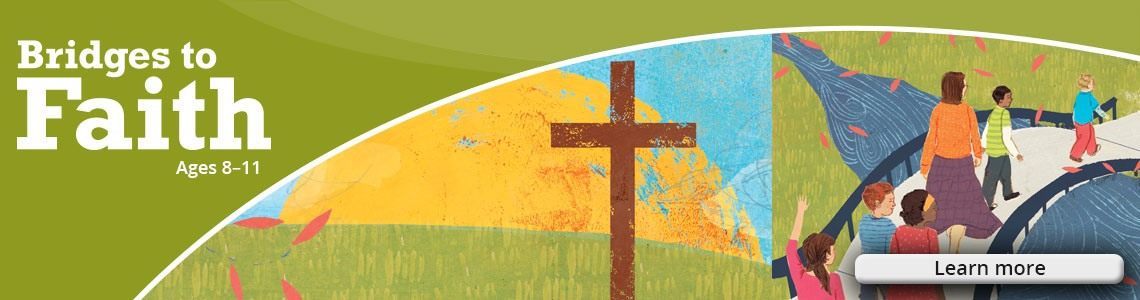 Bridges to
Faith
Ages 8–11
Learn more